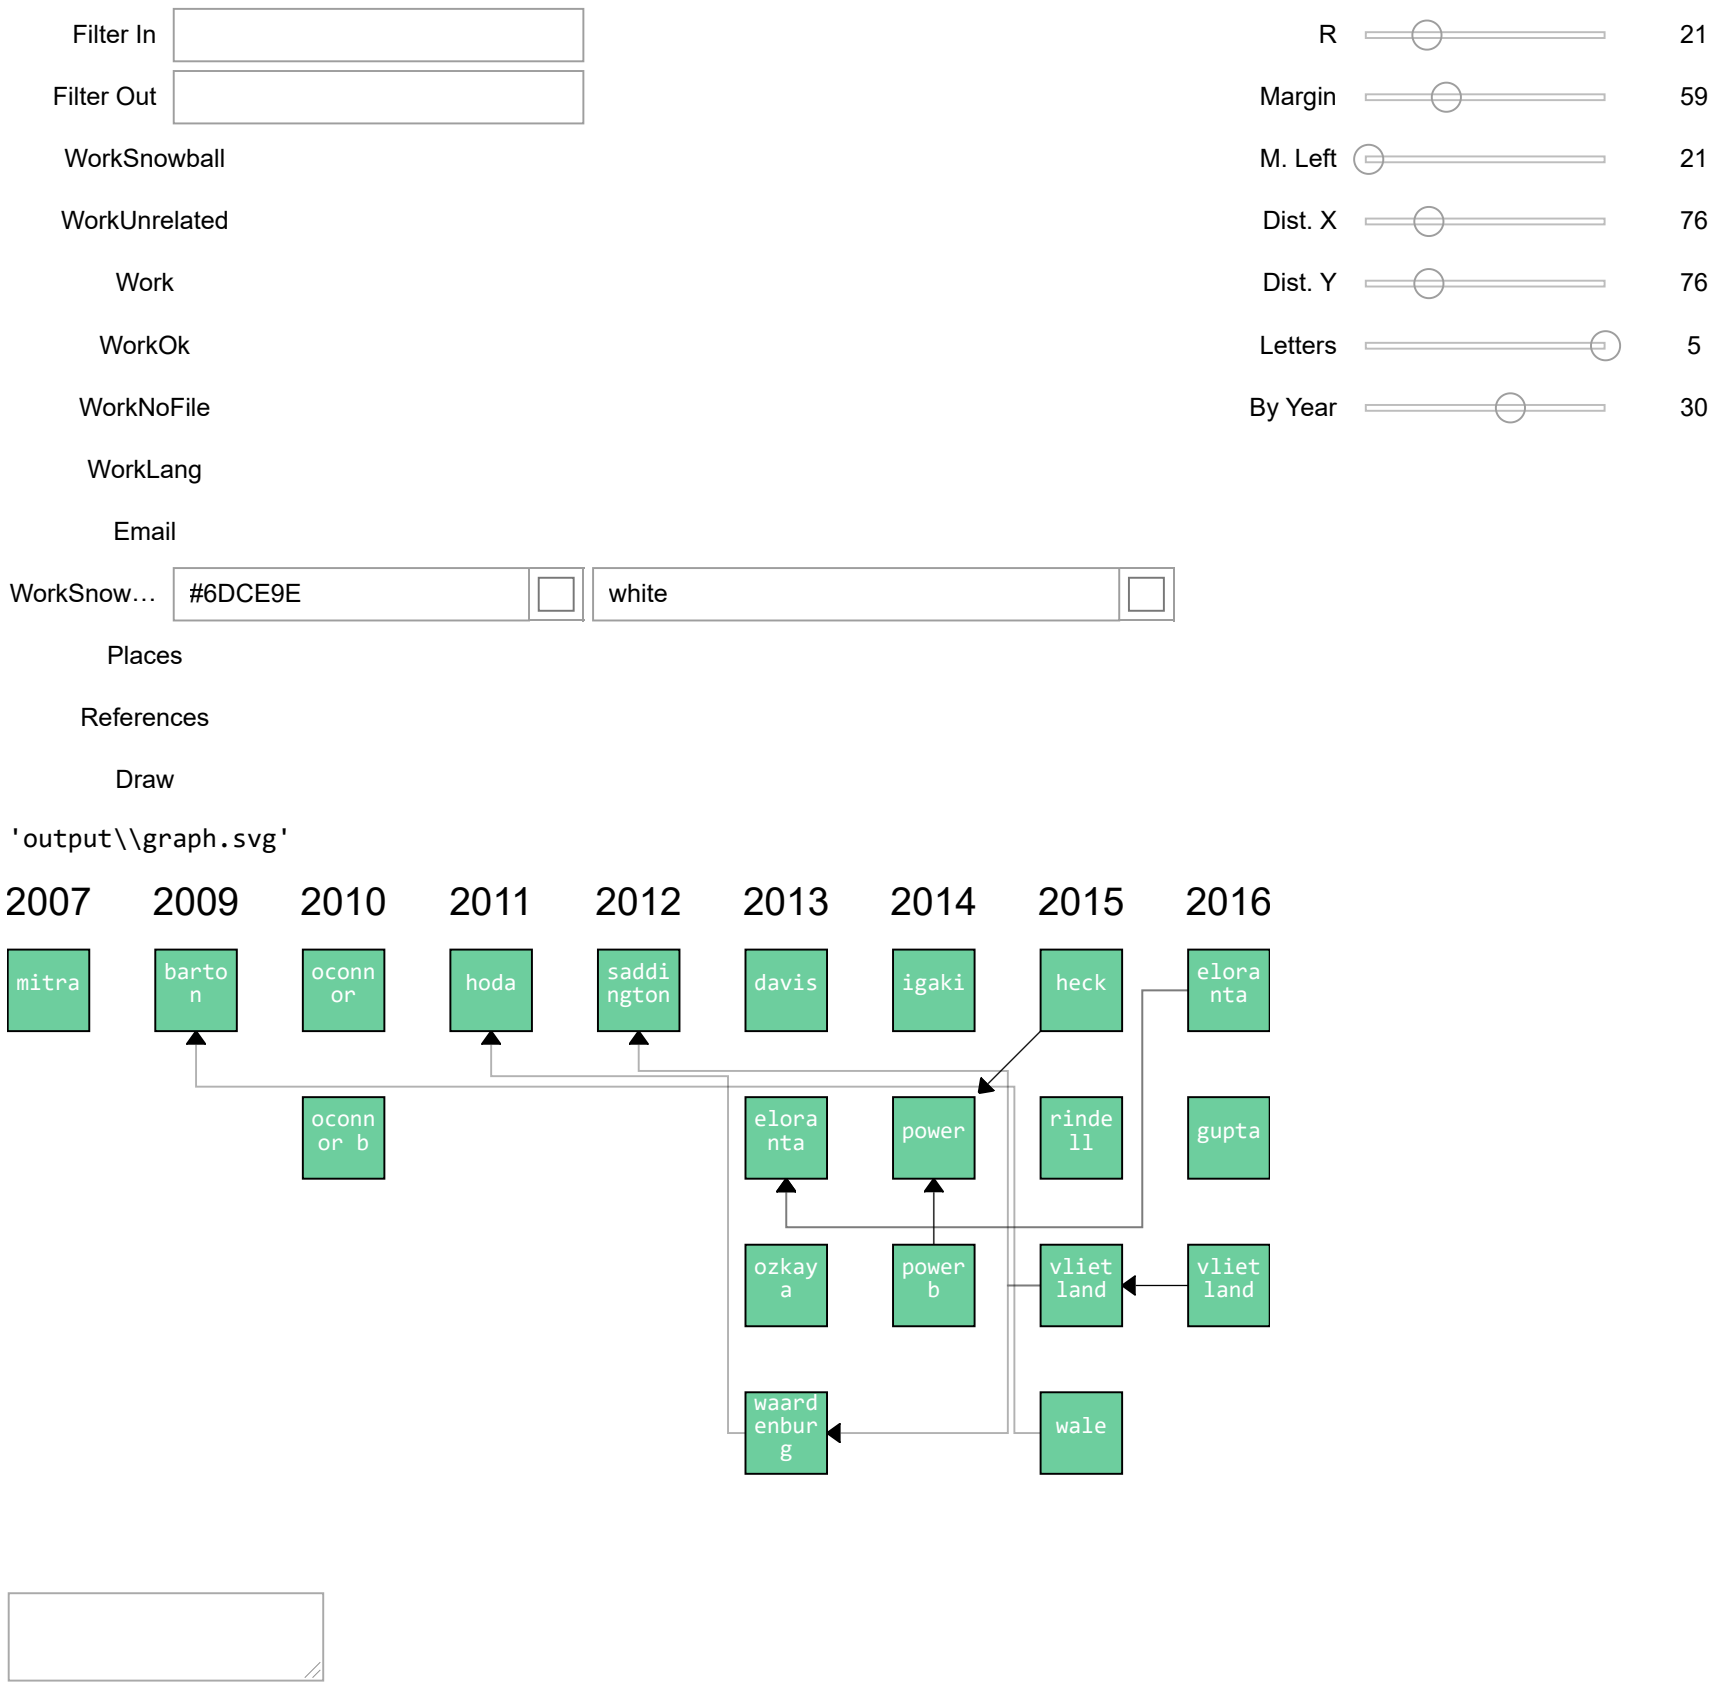 Filter In
R 21
Filter Out
Margin 59
WorkSnowball
M. Left 21
WorkUnrelated
Dist. X 76
Work
Dist. Y 76
WorkOk
Letters 5
WorkNoFile
By Year 30
WorkLang
Email
WorkSnow… #6DCE9E white
Places
References
Draw
'output\\graph.svg'
2007 2009 2010 2011 2012 2013 2014 2015 2016
mitra
barto
n
oconn
or
hoda
saddi
ngton
davis
igaki
heck
elora
nta
oconn
or b
elora
nta
power
rinde
ll
gupta
ozkay
a
power
b
vliet
land
vliet
land
waard
enbur
g
wale